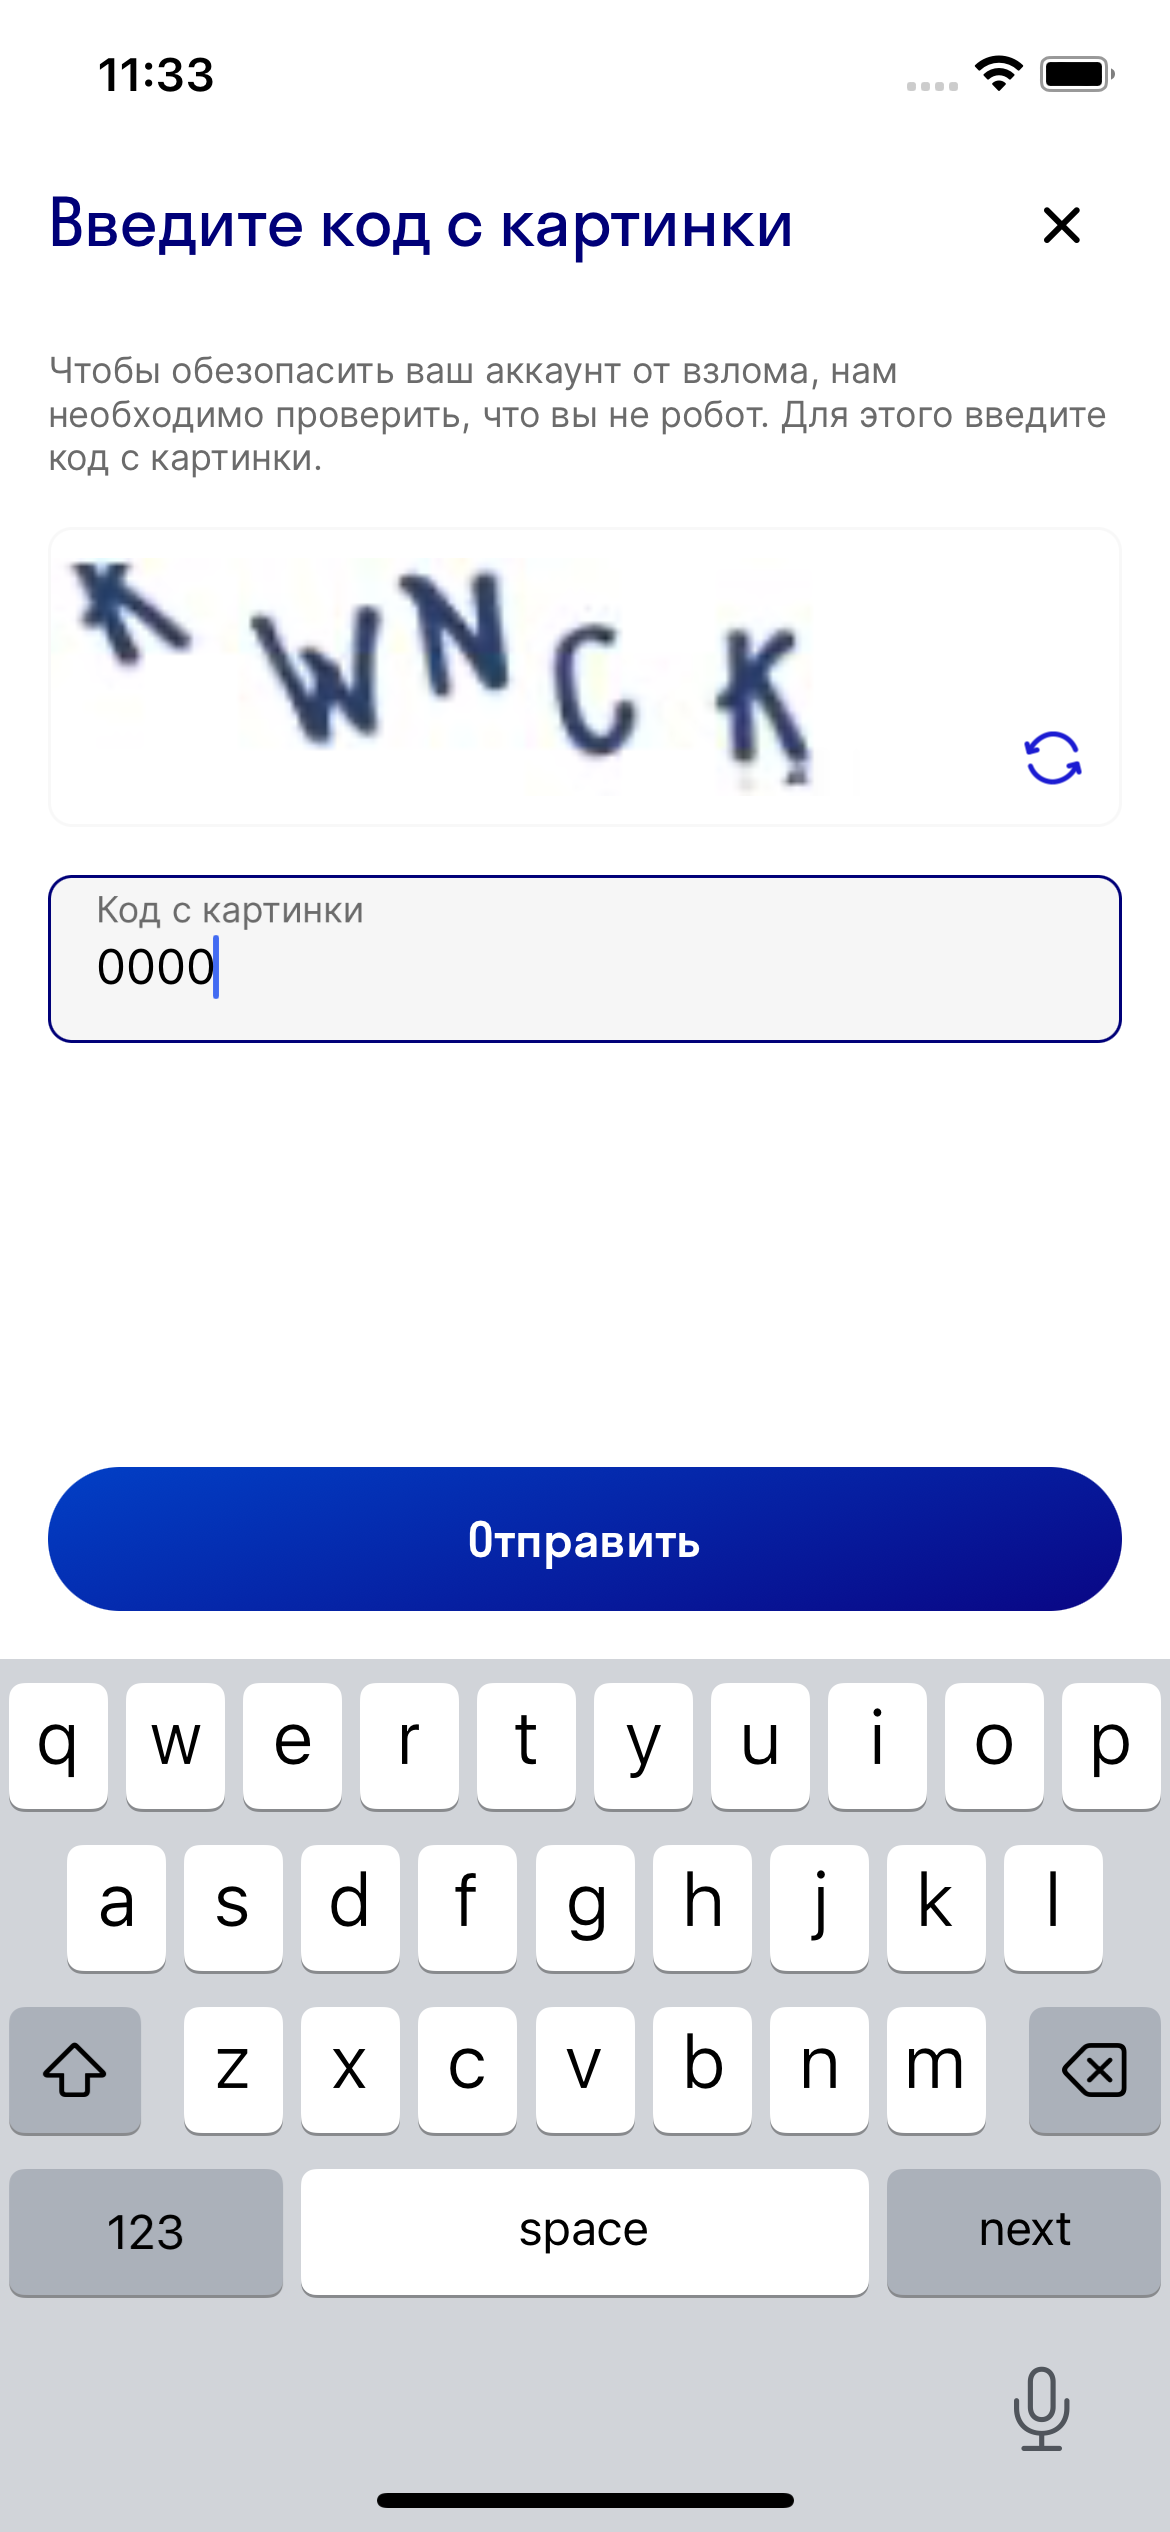 11:33
Введите код с картинки
Чтобы обезопасить ваш аккаунт от взлома, нам
необходимо проверить, что вы не робот. Для этого введите
код с картинки.
K W N C K
Код с картинки
0000
Отправить
q w e r t y u i o p
a s d f g h j k l
z x c v b n m
123 space next